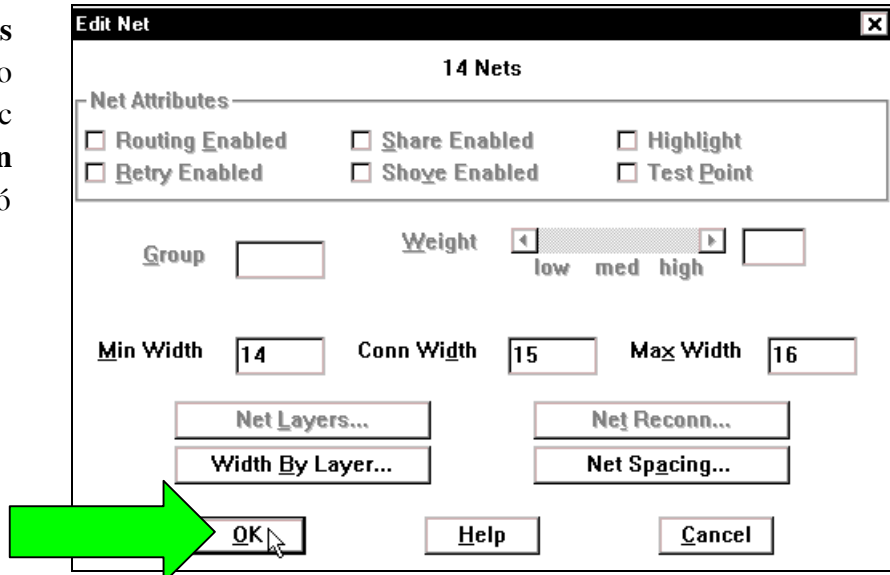 s
o
c
n
ó
Edit Net
14 Nets
Net Attributes
Routing Enabled Share Enabled Highlight
Retry Enabled Shove Enabled Test Point
Group Weight
low med high
Min Width 14 Conn Width 15 Max Width 16
Net Layers... Net Reconn...
Width By Layer... Net Spacing...
OK Help Cancel